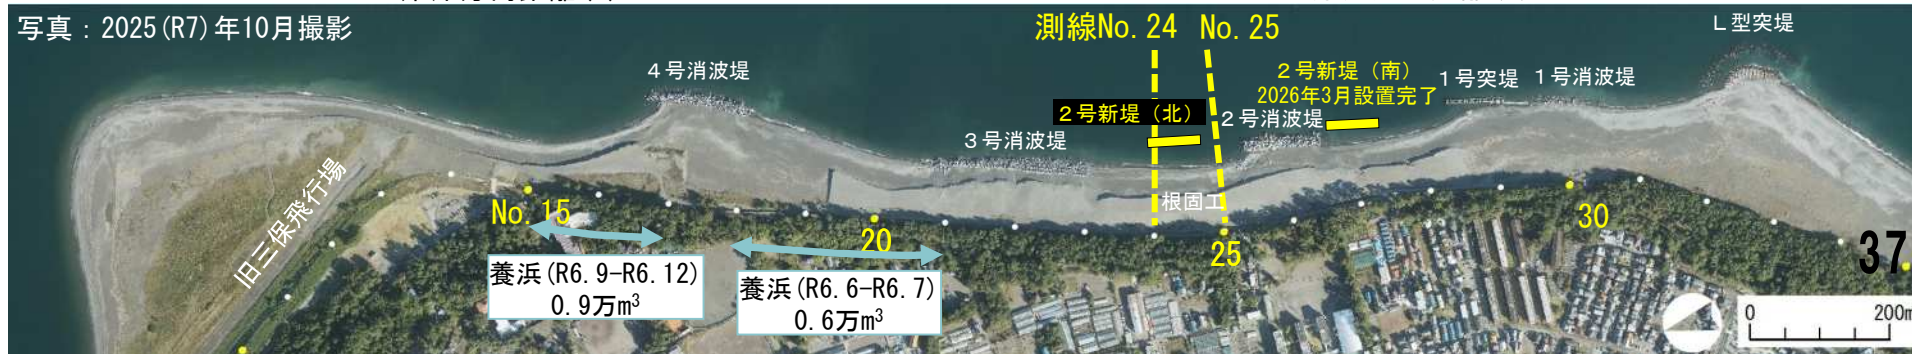 写真：2025(R7)年10月撮影
測線No. 24 No. 25
L型突堤
4号消波堤
2号新堤（南）
2026年3月設置完了
1号突堤 1号消波堤
2号新堤（北）
2号消波堤
3号消波堤
旧三保飛行場
根固工
No. 15
20
25
30
37
養浜(R6. 9-R6. 12)
0.9万m³
養浜(R6. 6-R6. 7)
0.6万m³
0 200m